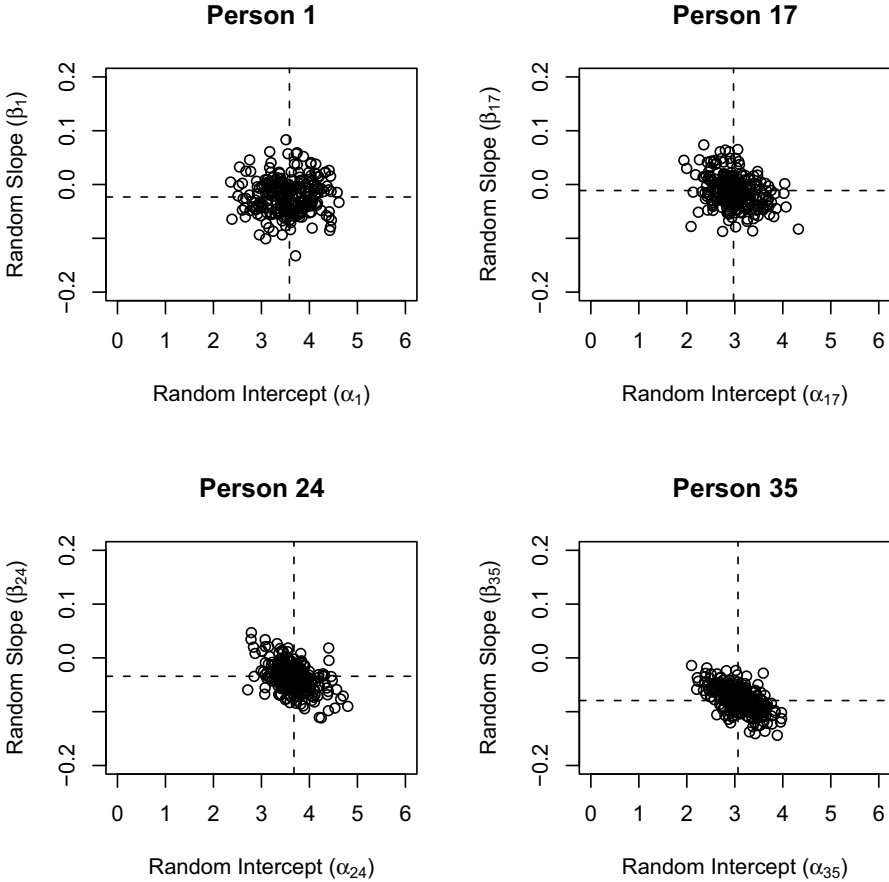 Person 1
Random Slope (β₁)
0.2
0.1
0.0
−0.2
0 1 2 3 4 5 6
Random Intercept (α₁)
Person 17
Random Slope (β₁₇)
0.2
0.1
0.0
−0.2
0 1 2 3 4 5 6
Random Intercept (α₁₇)
Person 24
Random Slope (β₂₄)
0.2
0.1
0.0
−0.2
0 1 2 3 4 5 6
Random Intercept (α₂₄)
Person 35
Random Slope (β₃₅)
0.2
0.1
0.0
−0.2
0 1 2 3 4 5 6
Random Intercept (α₃₅)